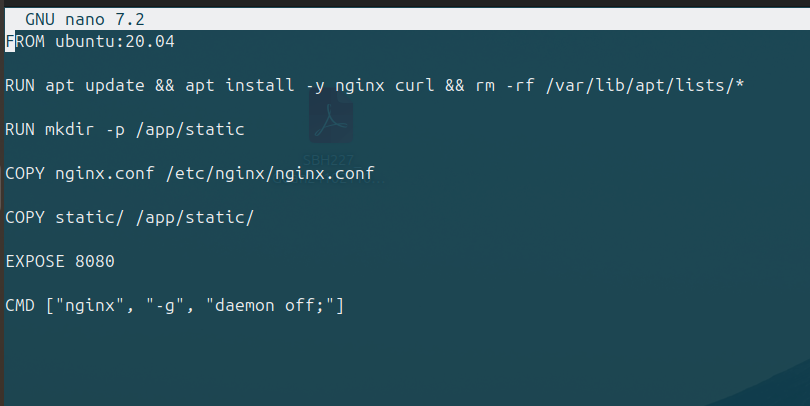 GNU nano 7.2
FROM ubuntu:20.04
RUN apt update && apt install -y nginx curl && rm -rf /var/lib/apt/lists/*
RUN mkdir -p /app/static
SBH227
COPY nginx.conf /etc/nginx/nginx.conf
COPY static/ /app/static/
EXPOSE 8080
CMD ["nginx", "-g", "daemon off;"]